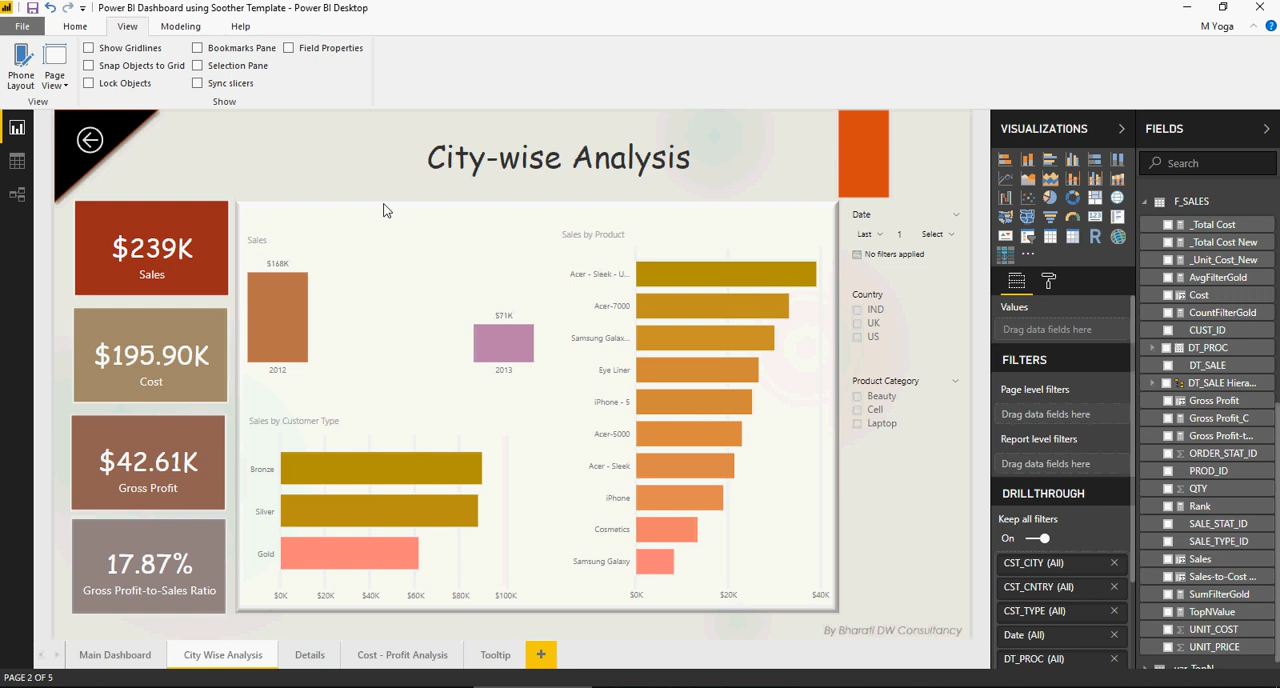 Power BI Dashboard using Soother Template - Power BI Desktop
File Home View Modeling Help
M Yoga
Phone Layout
Page View
View
Show Gridlines
Snap Objects to Grid
Lock Objects
Bookmarks Pane
Selection Pane
Sync slicers
Field Properties
Show
City-wise Analysis
$239K
Sales
$195.90K
Cost
$42.61K
Gross Profit
17.87%
Gross Profit-to-Sales Ratio
Sales
$168K
$71K
2012
2013
Sales by Customer Type
Bronze
Silver
Gold
$0K $20K $40K $60K $80K $100K
Sales by Product
Acer - Sleek - U...
Acer-7000
Samsung Galax...
Eye Liner
iPhone - 5
Acer-5000
Acer - Sleek
iPhone
Cosmetics
Samsung Galaxy
$0K $20K $40K
Date
Last 1 Select
No filters applied
Country
IND
UK
US
Product Category
Beauty
Cell
Laptop
By Bharati DW Consultancy
VISUALIZATIONS
R
Values
Drag data fields here
FILTERS
Page level filters
Drag data fields here
Report level filters
Drag data fields here
DRILLTHROUGH
Keep all filters
On
CST_CITY (All)
CST_CNTRY (All)
CST_TYPE (All)
Date (All)
DT_PROC (All)
FIELDS
Search
F_SALES
_Total Cost
_Total Cost New
_Unit_Cost_New
AvgFilterGold
Cost
CountFilterGold
CUST_ID
DT_PROC
DT_SALE
DT_SALE Hiera...
Gross Profit
Gross Profit_C
Gross Profit-t...
ORDER_STAT_ID
PROD_ID
QTY
Rank
SALE_STAT_ID
SALE_TYPE_ID
Sales
Sales-to-Cost ...
SumFilterGold
TopNValue
UNIT_COST
UNIT_PRICE
Main Dashboard City Wise Analysis Details Cost - Profit Analysis Tooltip +
PAGE 2 OF 5